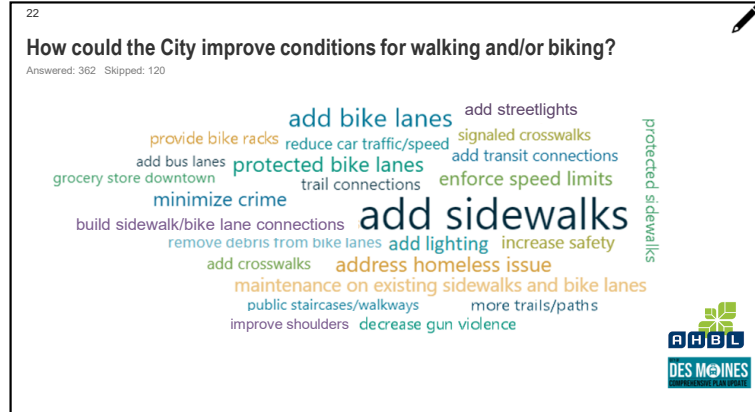 22
How could the City improve conditions for walking and/or biking?
Answered: 362 Skipped: 120
add bike lanes
add streetlights
provide bike racks
reduce car traffic/speed
signaled crosswalks
protected sidewalks
add bus lanes
protected bike lanes
add transit connections
grocery store downtown
trail connections
enforce speed limits
minimize crime
add sidewalks
build sidewalk/bike lane connections
remove debris from bike lanes
add lighting
increase safety
add crosswalks
address homeless issue
maintenance on existing sidewalks and bike lanes
public staircases/walkways
more trails/paths
improve shoulders
decrease gun violence
AHBL
DES MOINES
COMPREHENSIVE PLAN UPDATE